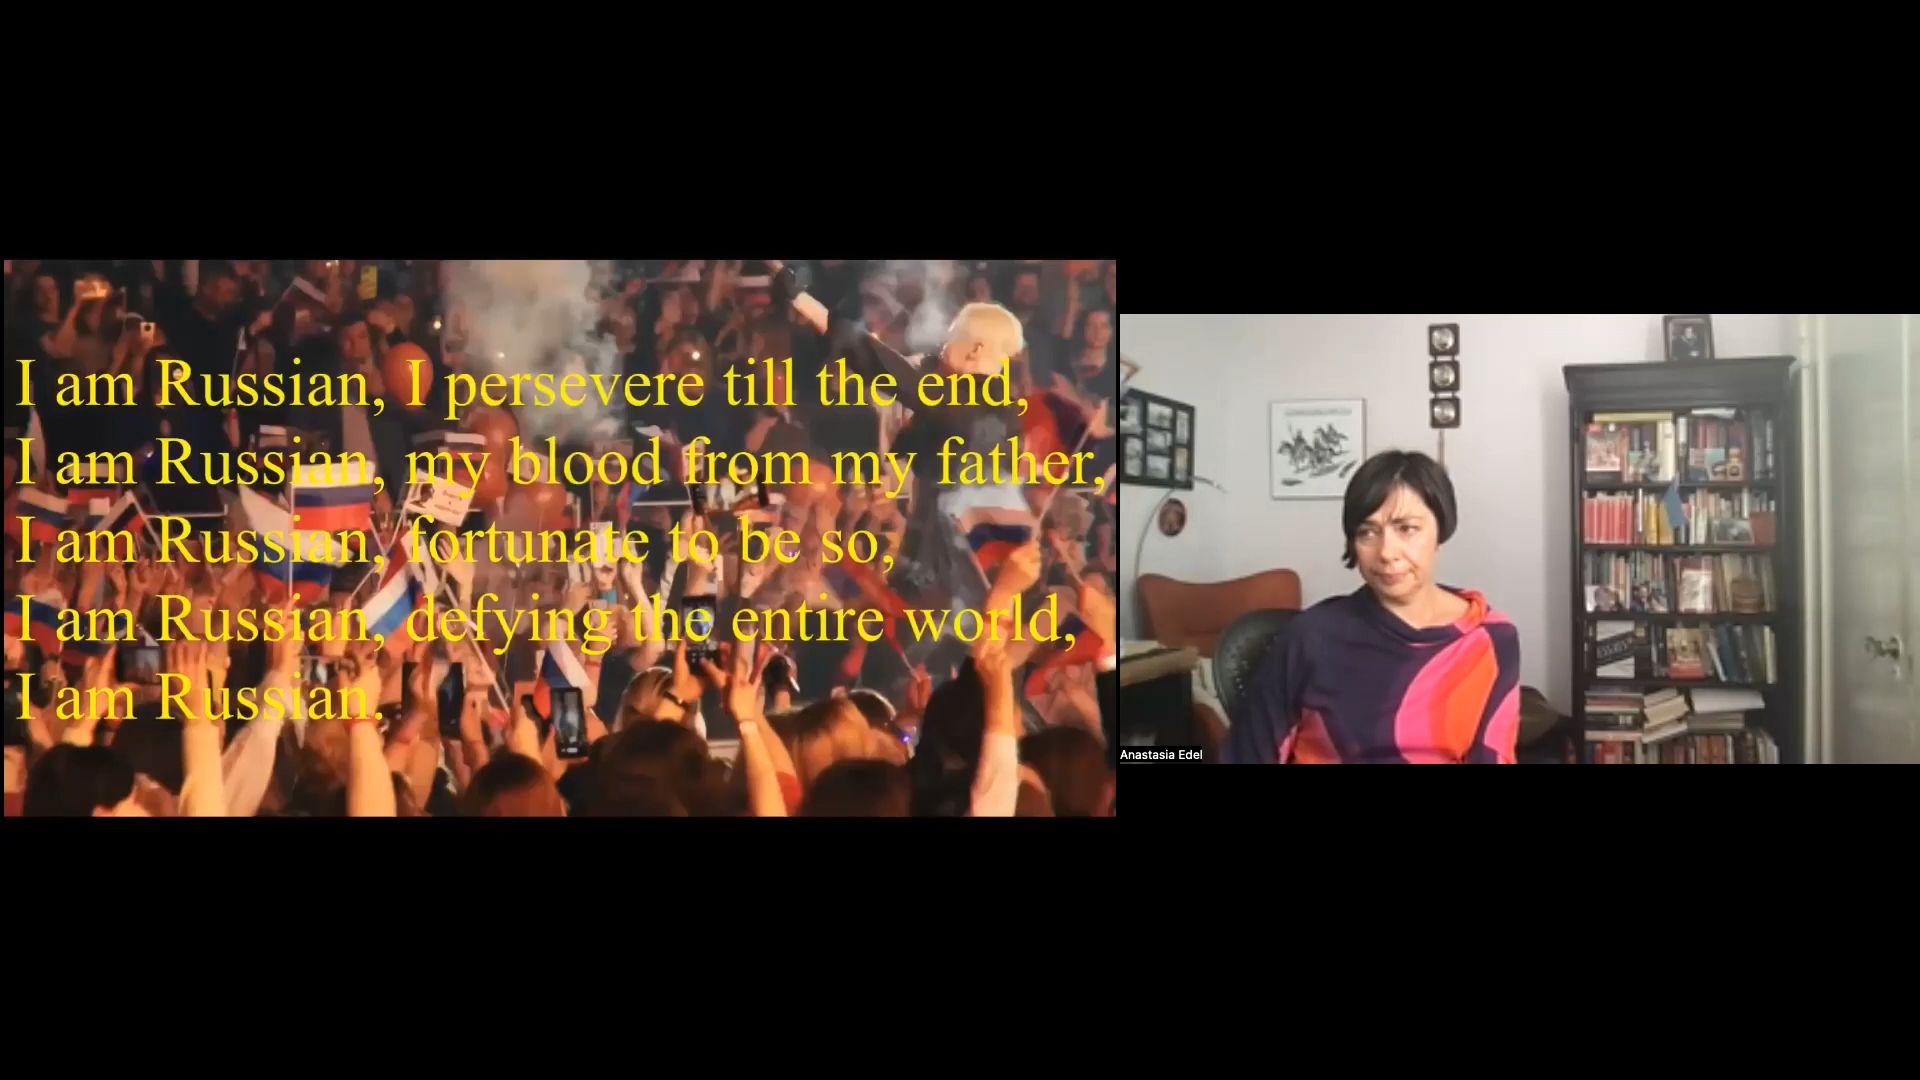 I am Russian, I persevere till the end,
I am Russian, my blood from my father,
I am Russian, fortunate to be so,
I am Russian, defying the entire world,
I am Russian.
Anastasia Edel